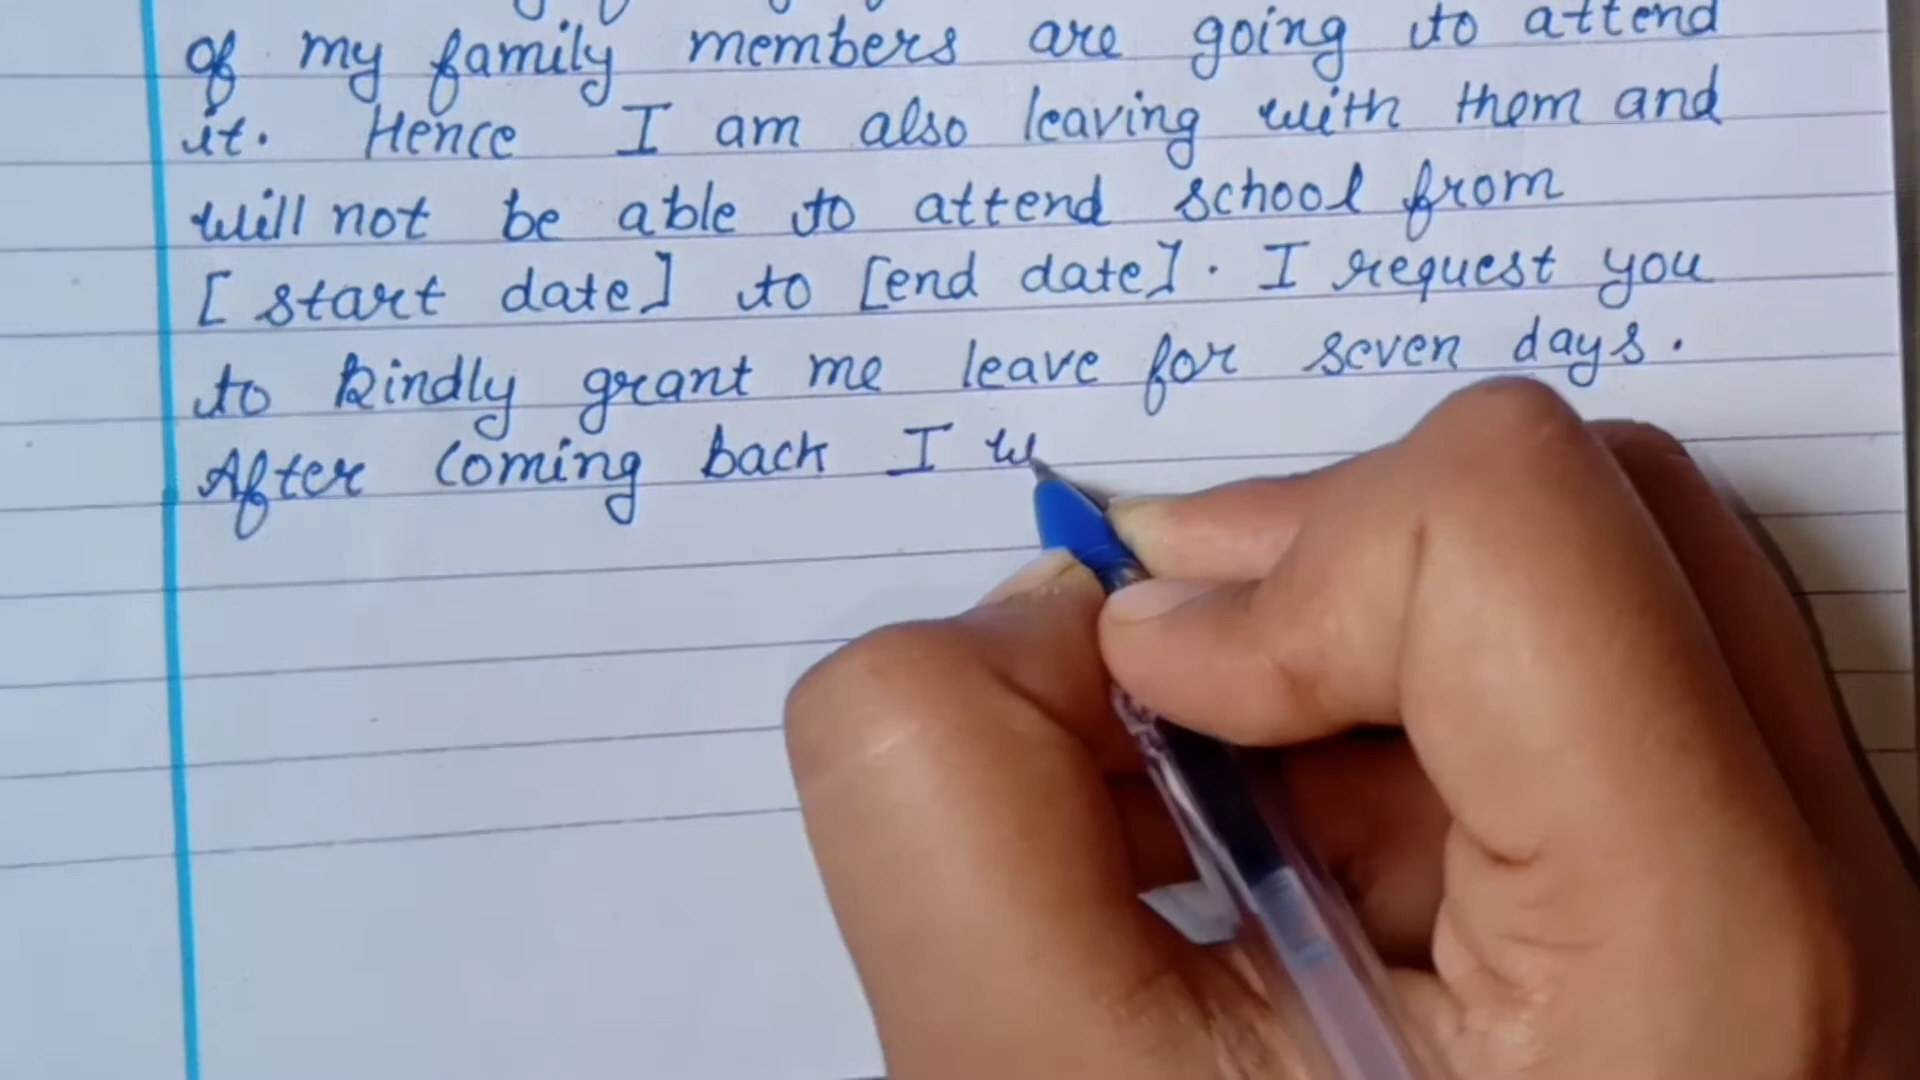 of my family members are going to attend
it. Hence I am also leaving with them and
will not be able to attend school from
[start date] to [end date]. I request you
to kindly grant me leave for seven days.
After coming back I w